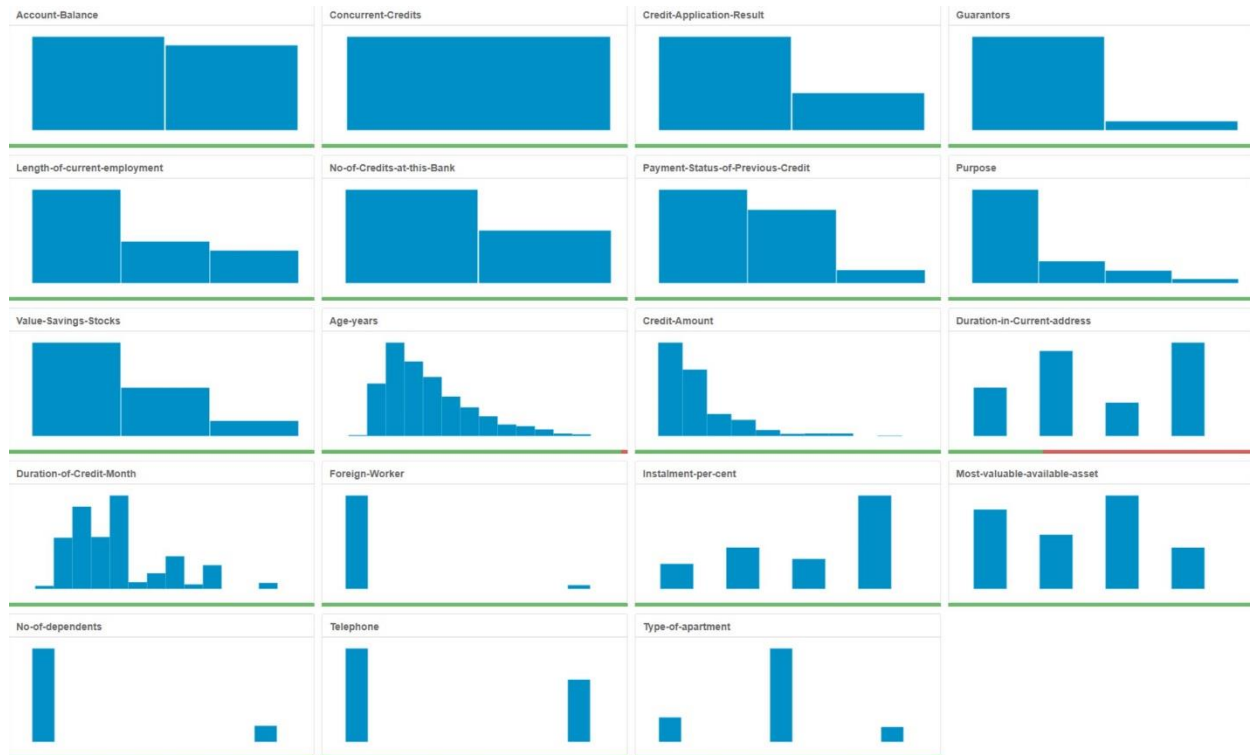 Account-Balance
Concurrent-Credits
Credit-Application-Result
Guarantors
Length-of-current-employment
No-of-Credits-at-this-Bank
Payment-Status-of-Previous-Credit
Purpose
Value-Savings-Stocks
Age-years
Credit-Amount
Duration-in-Current-address
Duration-of-Credit-Month
Foreign-Worker
Instalment-per-cent
Most-valuable-available-asset
No-of-dependents
Telephone
Type-of-apartment